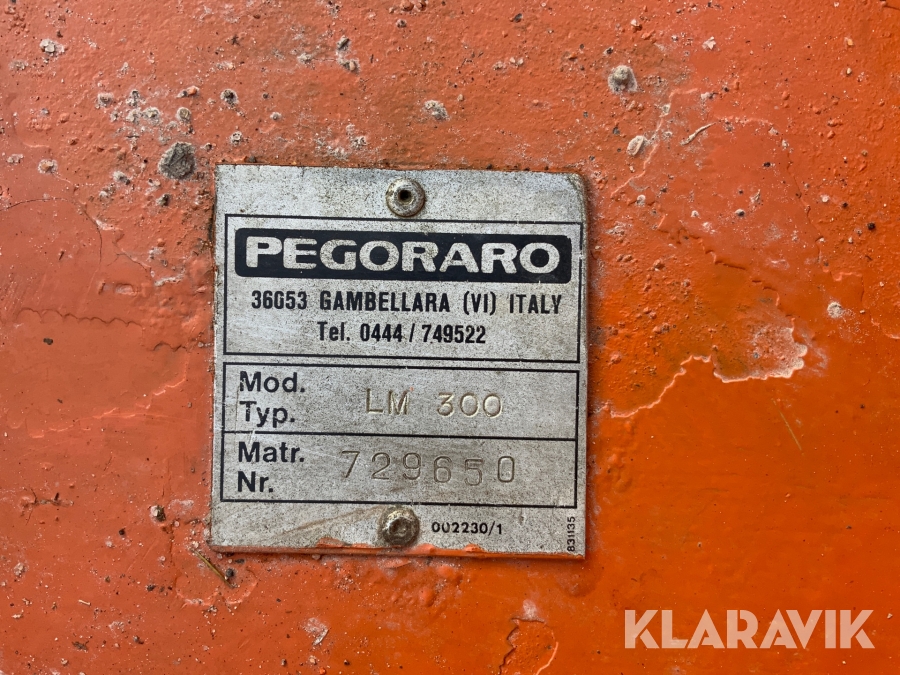 PEGORARO
36053 GAMBELLARA (VI) ITALY
Tel. 0444 / 749522
Mod.
Typ. LM 300
Matr.
Nr. 729650
002230/1
831135
KLARAVIK